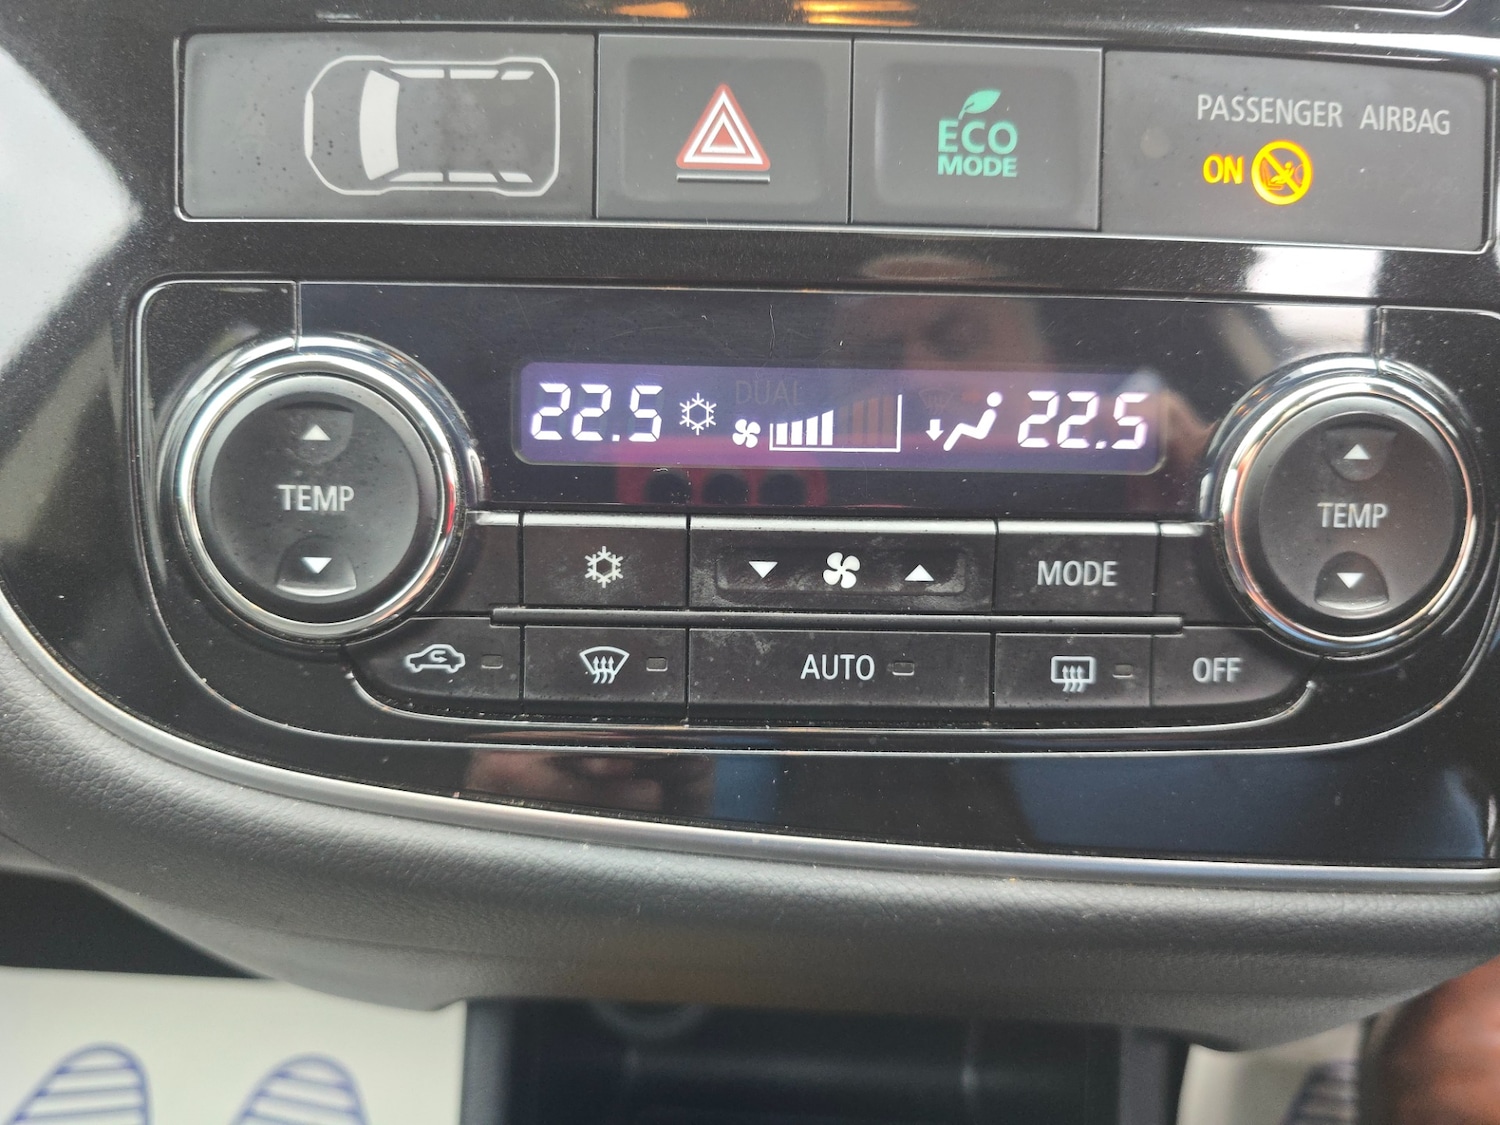 ECO
MODE
PASSENGER AIRBAG
ON
22.5
DUAL
22.5
TEMP
MODE
TEMP
AUTO
OFF